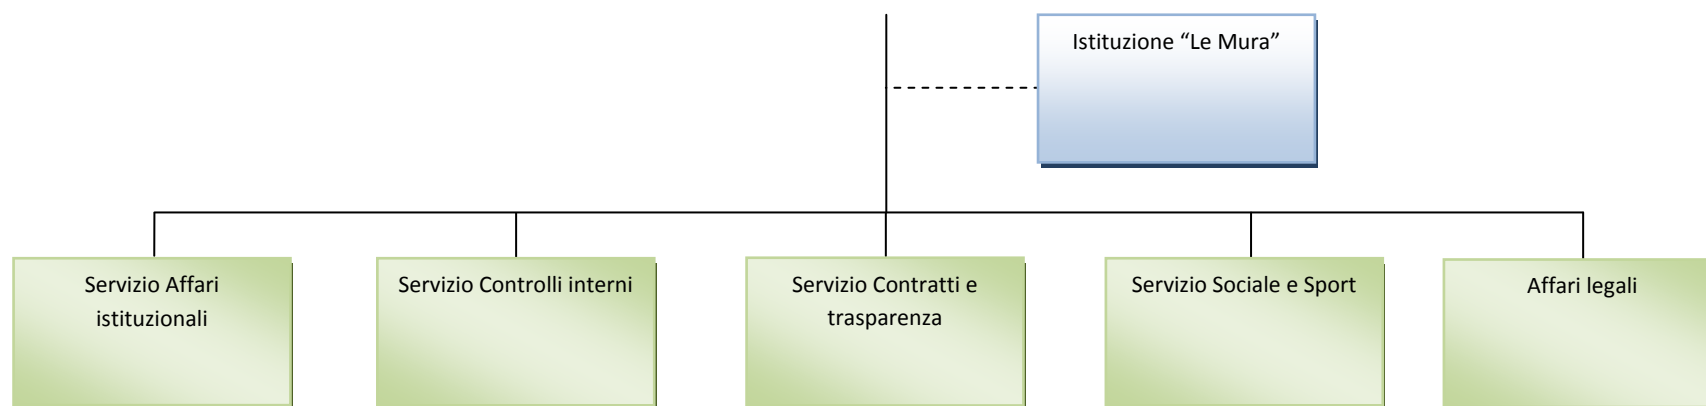 Istituzione “Le Mura”
Servizio Affari
istituzionali
Servizio Controlli interni
Servizio Contratti e
trasparenza
Servizio Sociale e Sport
Affari legali